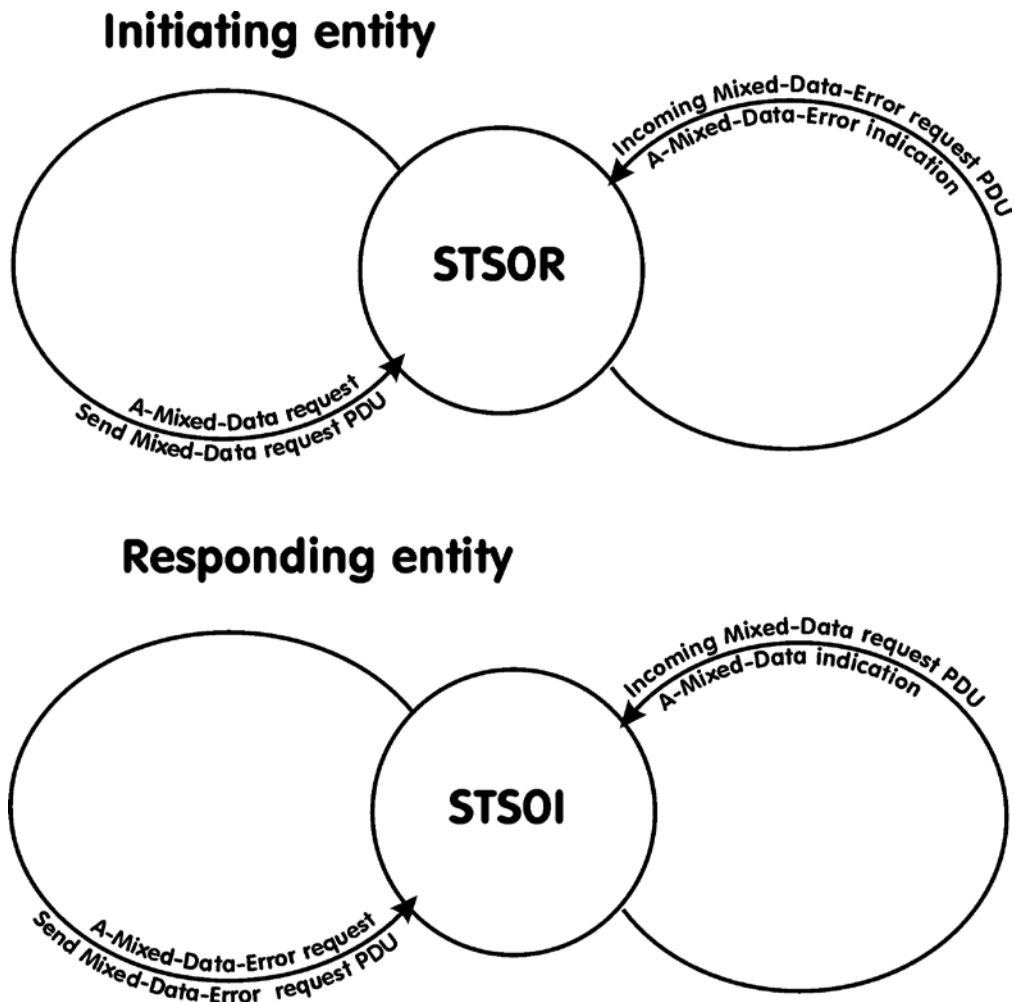 Initiating entity
Incoming Mixed-Data-Error request PDU
A-Mixed-Data-Error indication
STSOR
A-Mixed-Data request
Send Mixed-Data request PDU
Responding entity
Incoming Mixed-Data request PDU
A-Mixed-Data indication
STSOI
A-Mixed-Data-Error request
Send Mixed-Data-Error request PDU